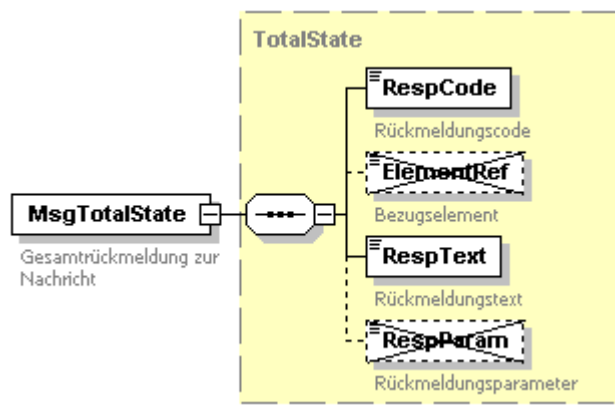 TotalState
RespCode
Rückmeldungscode
ElementRef
Bezugselement
MsgTotalState
Gesamtrückmeldung zur
Nachricht
RespText
Rückmeldungstext
RespParam
Rückmeldungsparameter